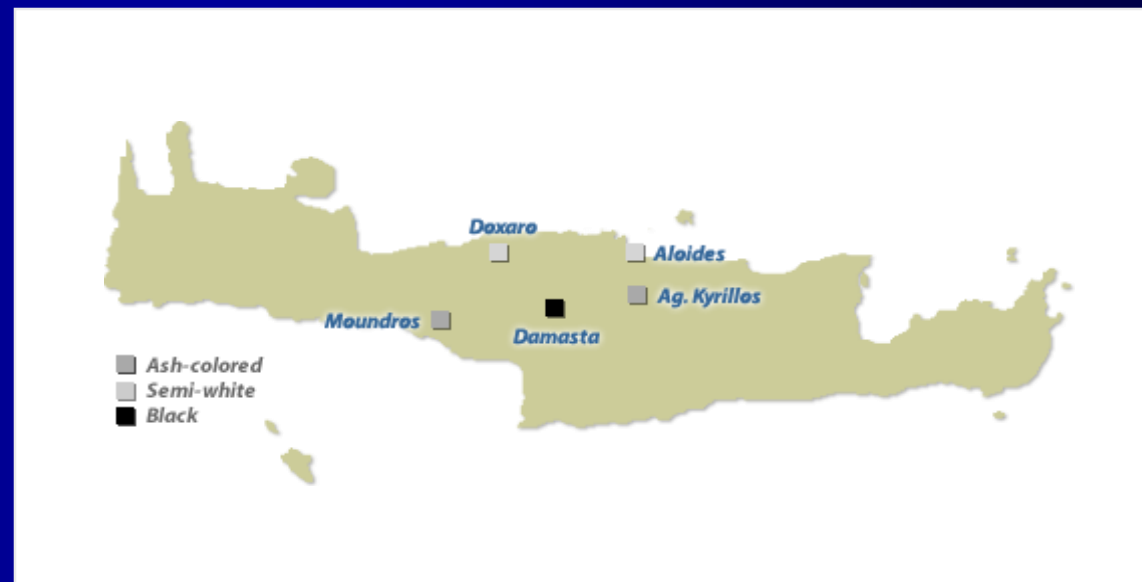 Doxaro
Aloides
Ag. Kyrillos
Moundros
Damasta
Ash-colored
Semi-white
Black